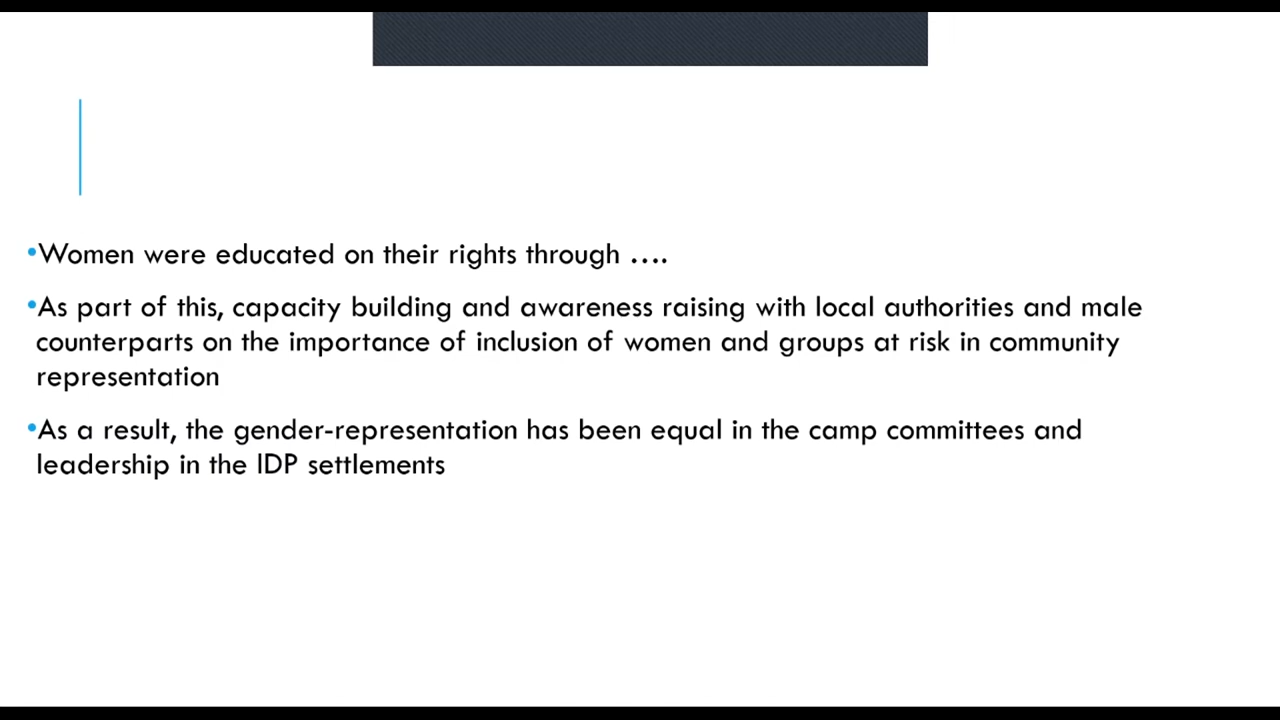 •Women were educated on their rights through ....
•As part of this, capacity building and awareness raising with local authorities and male
counterparts on the importance of inclusion of women and groups at risk in community
representation
•As a result, the gender-representation has been equal in the camp committees and
leadership in the IDP settlements